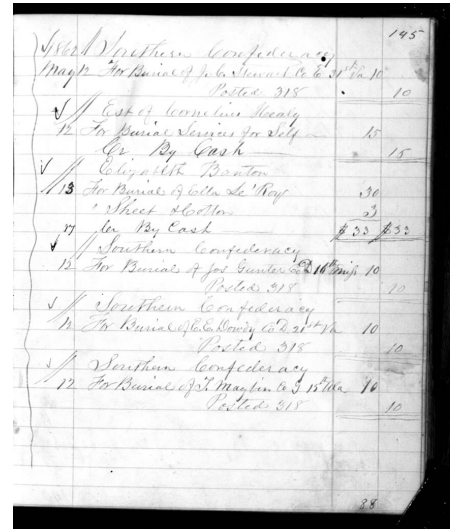 145
1862 // Southern Confederacy
May 12 For Burial of J. C. Steward Co E 21st Va 10
Posted 318 10
// Est of Cornelius Healy
12 For Burial Services for Self 15
Cr By Cash 15
// Elizabeth Benton
13 For Burial of Ella Le'Roy 30
" Sheet & Cotton 3
17 Cr By Cash $33 $33
// Southern Confederacy
12 For Burial of Jos Gunter Co D 16th Miss 10
Posted 318 10
// Southern Confederacy
12 For Burial of E. C. Dowdy Co D 21st Va 10
Posted 318 10
// Southern Confederacy
12 For Burial of T. Maybin Co G 15th Ala 10
Posted 318 10
88